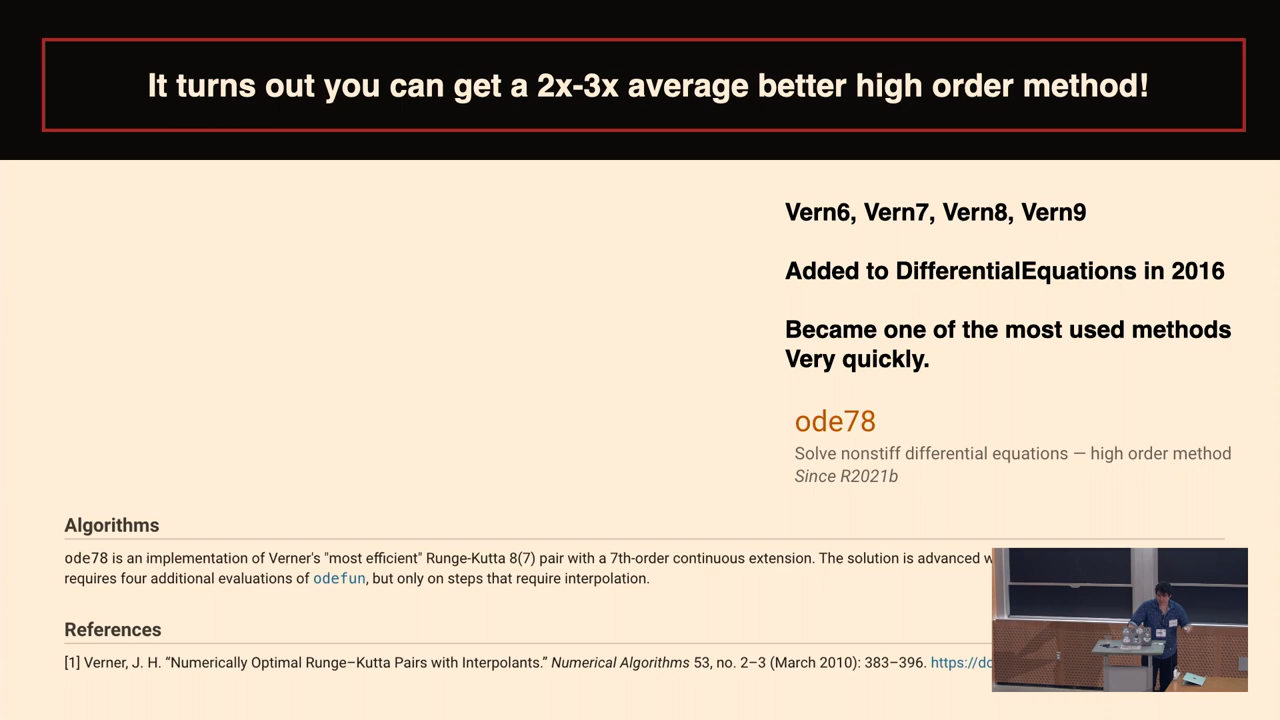 It turns out you can get a 2x-3x average better high order method!
Vern6, Vern7, Vern8, Vern9
Added to DifferentialEquations in 2016
Became one of the most used methods
Very quickly.
ode78
Solve nonstiff differential equations — high order method
Since R2021b
Algorithms
ode78 is an implementation of Verner's "most efficient" Runge-Kutta 8(7) pair with a 7th-order continuous extension. The solution is advanced w
requires four additional evaluations of odefun, but only on steps that require interpolation.
References
[1] Verner, J. H. “Numerically Optimal Runge–Kutta Pairs with Interpolants.” Numerical Algorithms 53, no. 2–3 (March 2010): 383–396. https://do